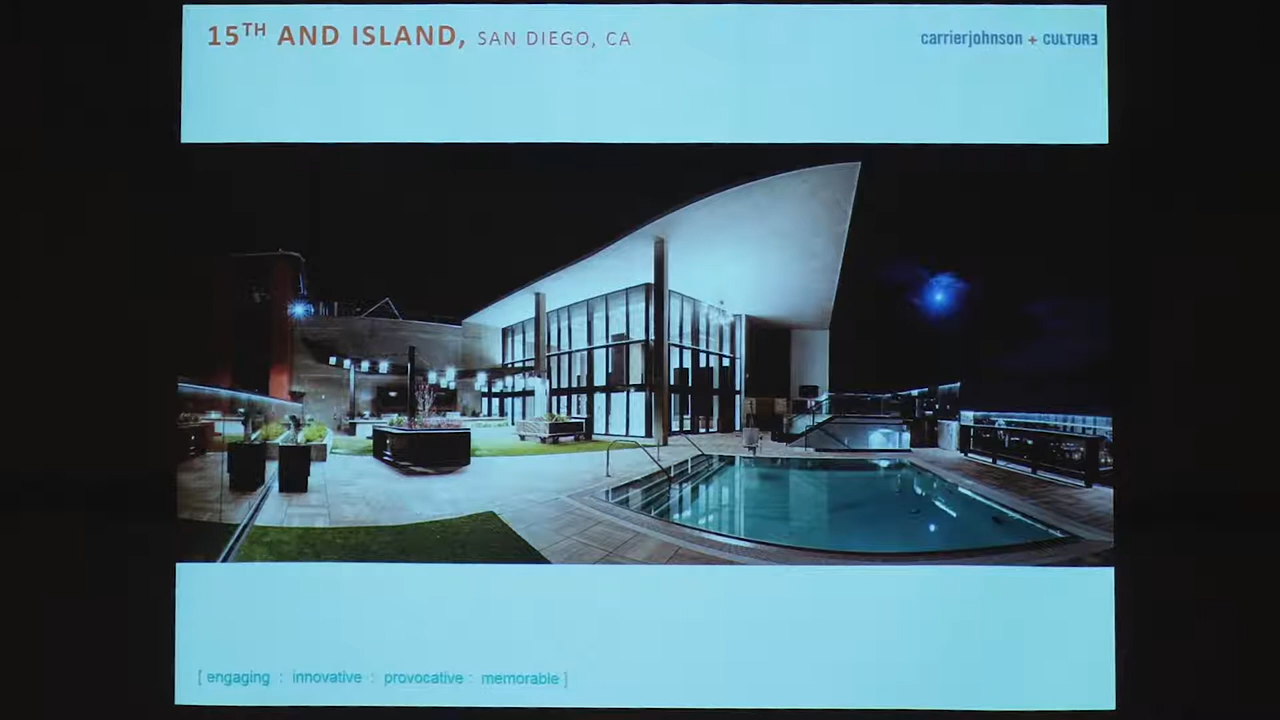 15TH AND ISLAND, SAN DIEGO, CA
carrierjohnson + CULTUR3
[ engaging : innovative : provocative : memorable ]